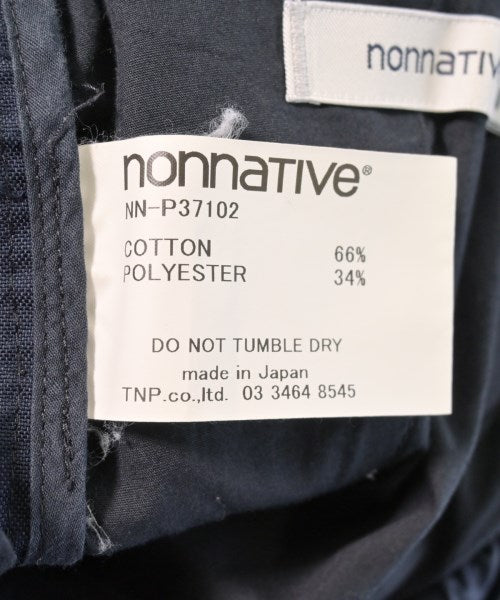 nonnaTIV
nonnaTIVe®
NN-P37102
COTTON 66%
POLYESTER 34%
DO NOT TUMBLE DRY
made in Japan
TNP.co.,ltd. 03 3464 8545